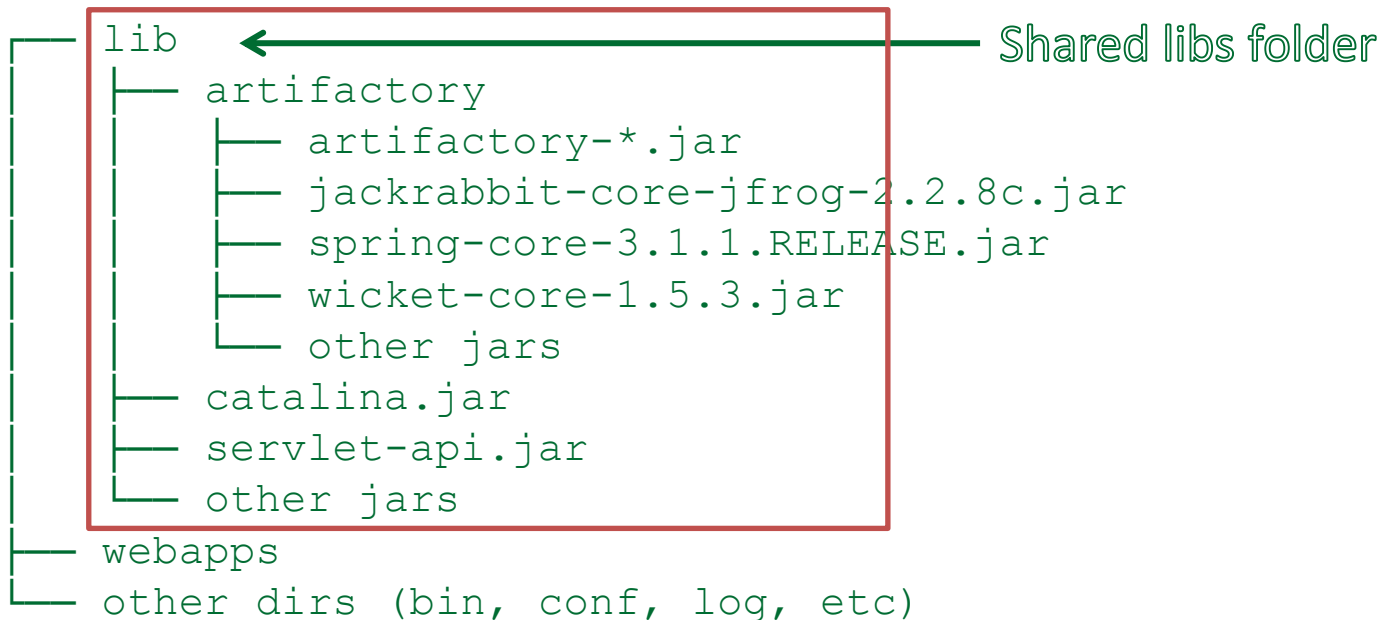 lib
Shared libs folder
artifactory
artifactory-*.jar
jackrabbit-core-jfrog-2.2.8c.jar
spring-core-3.1.1.RELEASE.jar
wicket-core-1.5.3.jar
other jars
catalina.jar
servlet-api.jar
other jars
webapps
other dirs (bin, conf, log, etc)